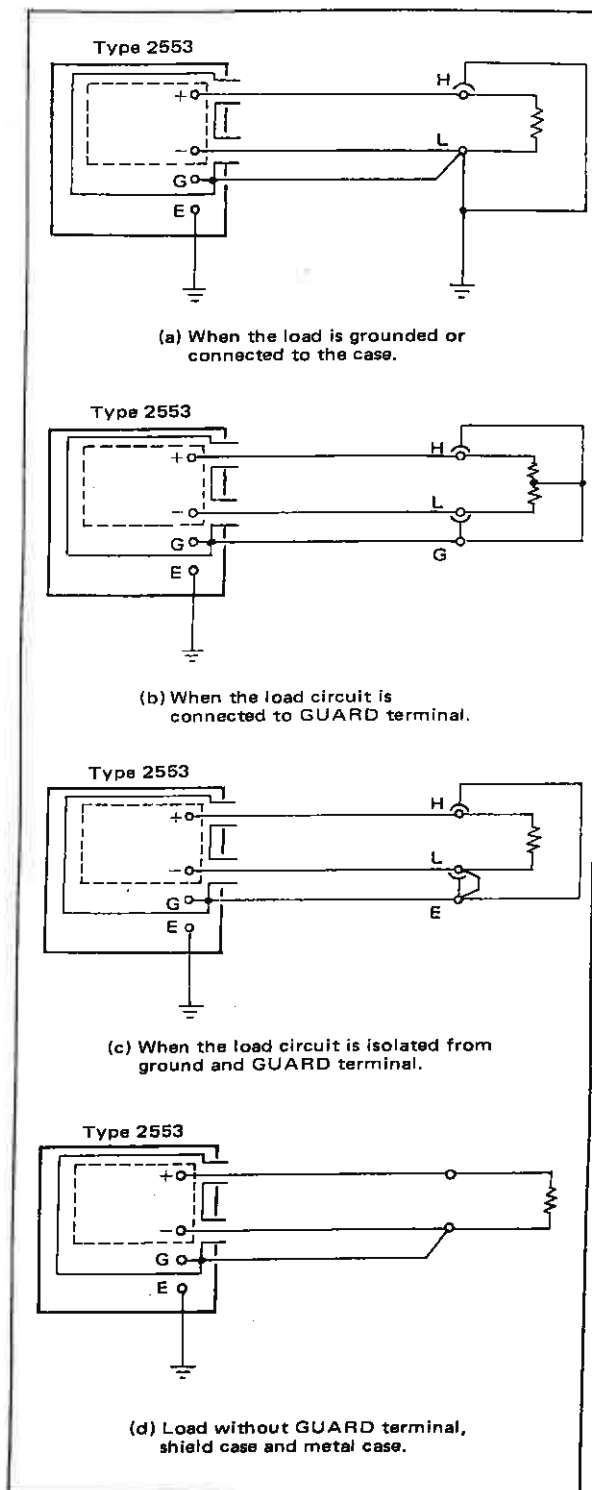 Type 2553
+
H
-
L
G
E
(a) When the load is grounded or
connected to the case.
Type 2553
+
H
-
L
G
G
E
(b) When the load circuit is
connected to GUARD terminal.
Type 2553
+
H
-
L
G
E
E
(c) When the load circuit is isolated from
ground and GUARD terminal.
Type 2553
+
-
G
E
(d) Load without GUARD terminal,
shield case and metal case.